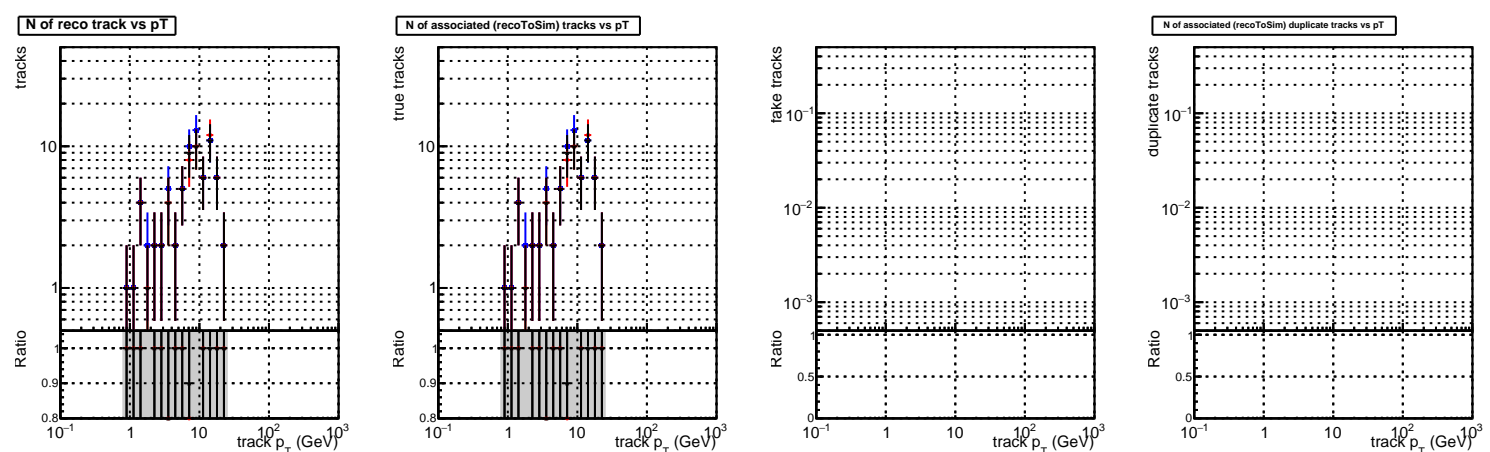 N of reco track vs pT
tracks
10
1
Ratio
1
0.9
0.8
10−1 1 10 102 103
track pT (GeV)
N of associated (recoToSim) tracks vs pT
true tracks
10
1
Ratio
1
0.9
0.8
10−1 1 10 102 103
track pT (GeV)
fake tracks
10−1
10−2
10−3
Ratio
1
0.5
0
10−1 1 10 102 103
track pT (GeV)
N of associated (recoToSim) duplicate tracks vs pT
duplicate tracks
10−1
10−2
10−3
Ratio
1
0.5
0
10−1 1 10 102 103
track pT (GeV)